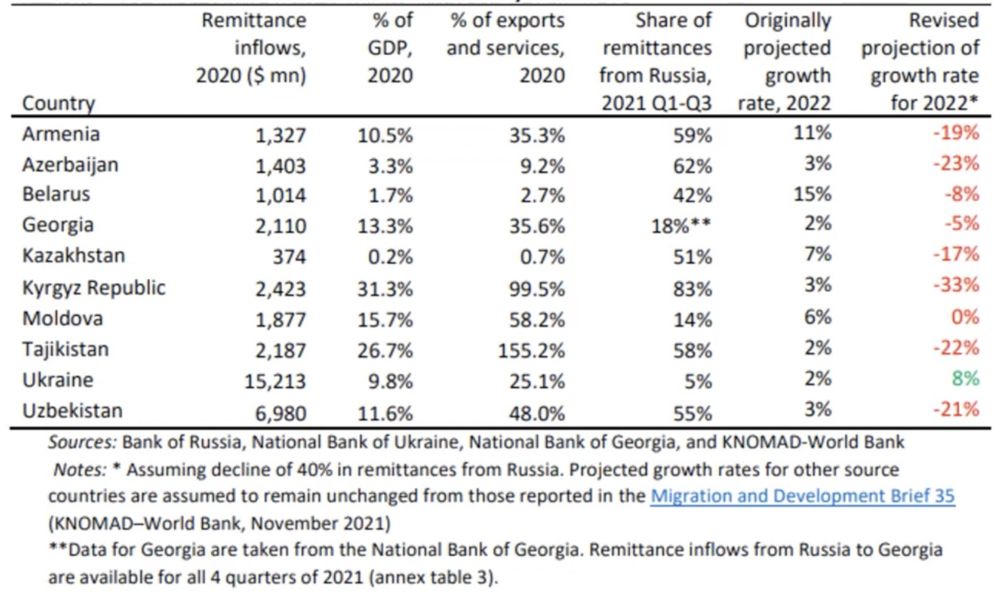 Remittance % of % of exports Share of Originally Revised
inflows, GDP, and services, remittances projected projection of
2020 ($ mn) 2020 2020 from Russia, growth growth rate
Country 2021 Q1-Q3 rate, 2022 for 2022*
Armenia 1,327 10.5% 35.3% 59% 11% -19%
Azerbaijan 1,403 3.3% 9.2% 62% 3% -23%
Belarus 1,014 1.7% 2.7% 42% 15% -8%
Georgia 2,110 13.3% 35.6% 18%** 2% -5%
Kazakhstan 374 0.2% 0.7% 51% 7% -17%
Kyrgyz Republic 2,423 31.3% 99.5% 83% 3% -33%
Moldova 1,877 15.7% 58.2% 14% 6% 0%
Tajikistan 2,187 26.7% 155.2% 58% 2% -22%
Ukraine 15,213 9.8% 25.1% 5% 2% 8%
Uzbekistan 6,980 11.6% 48.0% 55% 3% -21%
Sources: Bank of Russia, National Bank of Ukraine, National Bank of Georgia, and KNOMAD-World Bank
Notes: * Assuming decline of 40% in remittances from Russia. Projected growth rates for other source
countries are assumed to remain unchanged from those reported in the Migration and Development Brief 35
(KNOMAD–World Bank, November 2021)
**Data for Georgia are taken from the National Bank of Georgia. Remittance inflows from Russia to Georgia
are available for all 4 quarters of 2021 (annex table 3).